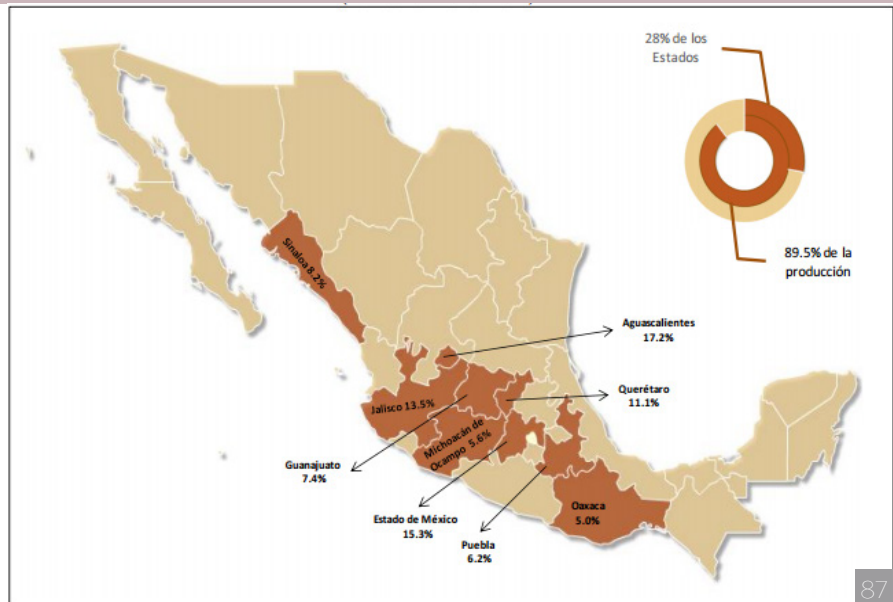 28% de los
Estados
89.5% de la
producción
Sinaloa 8.2%
Aguascalientes
17.2%
Querétaro
11.1%
Jalisco 13.5%
Michoacán de
Ocampo 5.6%
Guanajuato
7.4%
Estado de México
15.3%
Puebla
6.2%
Oaxaca
5.0%
87